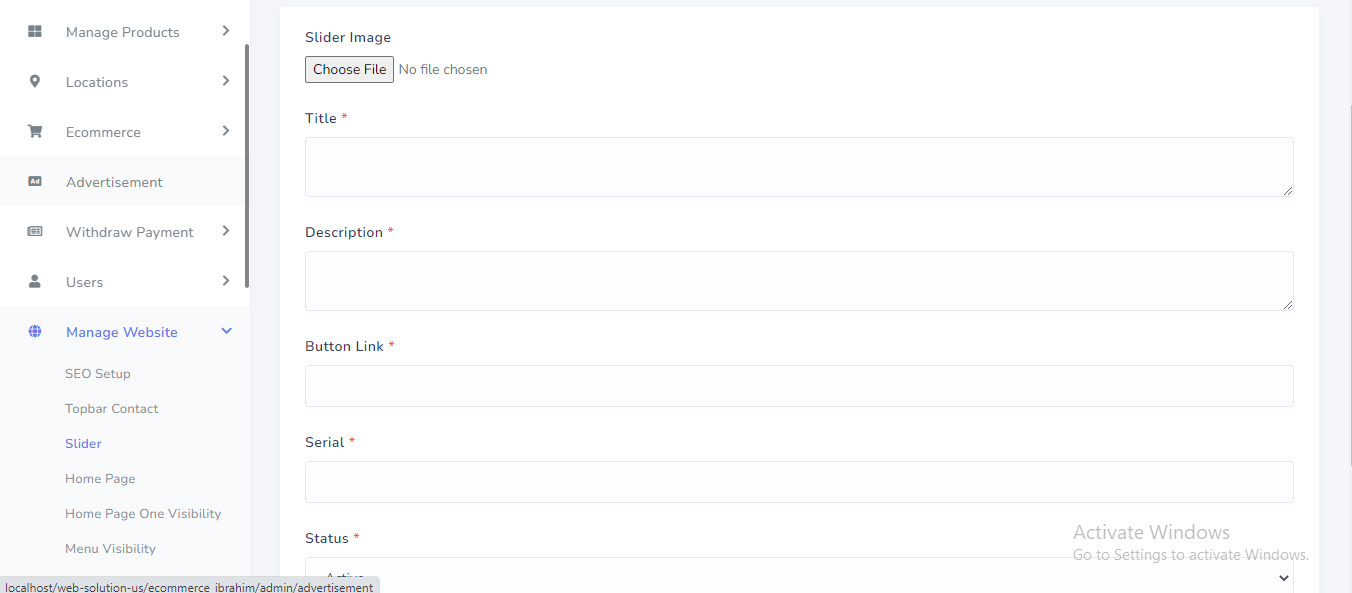 Manage Products
Locations
Ecommerce
Ad Advertisement
Withdraw Payment
Users
Manage Website
SEO Setup
Topbar Contact
Slider
Home Page
Home Page One Visibility
Menu Visibility
localhost/web-solution-us/ecommerce_ibrahim/admin/advertisement
Slider Image
Choose File No file chosen
Title *
Description *
Button Link *
Serial *
Status *
Active
Activate Windows
Go to Settings to activate Windows.